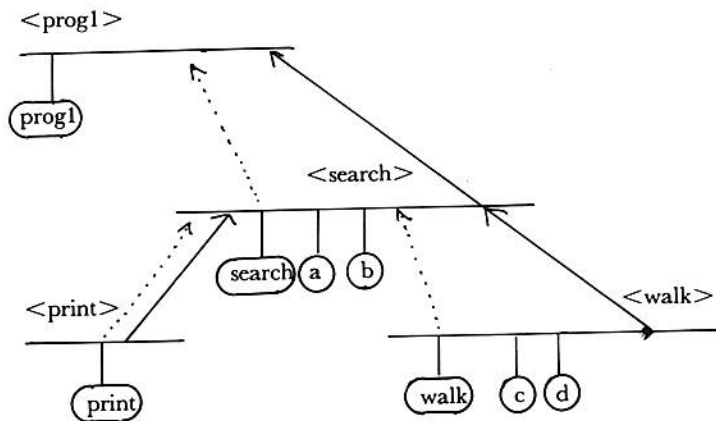 <prog1>
prog1
<search>
search a b
<print>
<walk>
print
walk c d